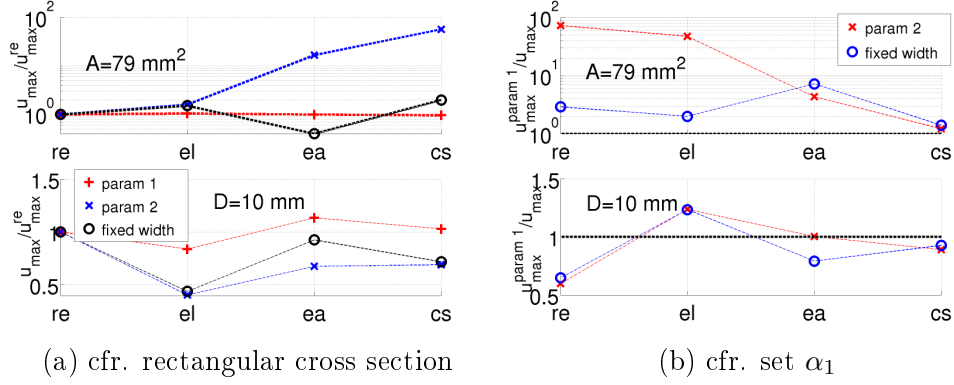 10²
10⁰
u_max/u_max^re
A=79 mm²
re el ea cs
1.5
1
0.5
u_max/u_max^re
param 1
param 2
fixed width
D=10 mm
re el ea cs
(a) cfr. rectangular cross section
10²
10¹
10⁰
u_max^param 1/u_max
param 2
fixed width
A=79 mm²
re el ea cs
1.5
1
0.5
u_max^param 1/u_max
D=10 mm
re el ea cs
(b) cfr. set α₁